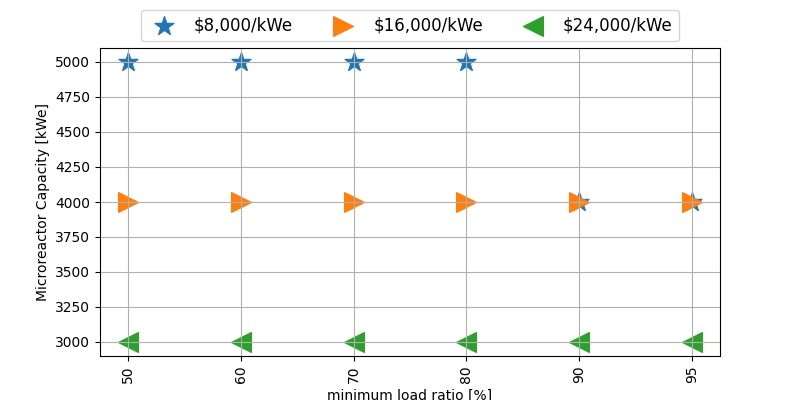 $8,000/kWe $16,000/kWe $24,000/kWe
5000
4750
4500
4250
4000
3750
3500
3250
3000
Microreactor Capacity [kWe]
50 60 70 80 90 95
minimum load ratio [%]